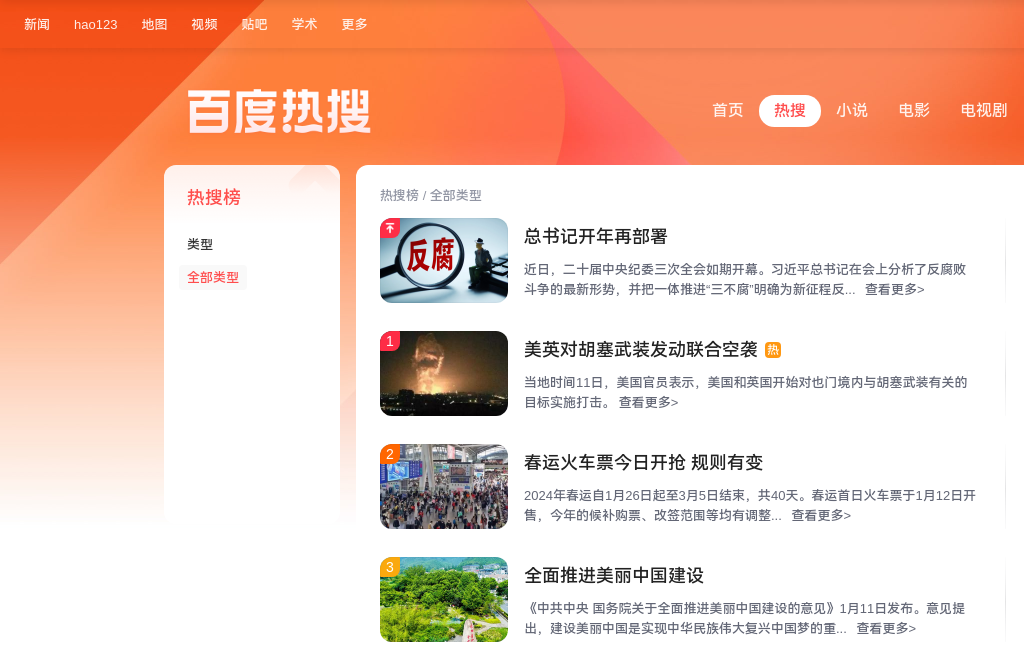 新闻 hao123 地图 视频 贴吧 学术 更多
百度热搜
首页 热搜 小说 电影 电视剧
热搜榜
类型
全部类型
热搜榜 / 全部类型
反腐
总书记开年再部署
近日，二十届中央纪委三次全会如期开幕。习近平总书记在会上分析了反腐败
斗争的最新形势，并把一体推进“三不腐”明确为新征程反... 查看更多>
1
美英对胡塞武装发动联合空袭 热
当地时间11日，美国官员表示，美国和英国开始对也门境内与胡塞武装有关的
目标实施打击。 查看更多>
2
春运火车票今日开抢 规则有变
2024年春运自1月26日起至3月5日结束，共40天。春运首日火车票于1月12日开
售，今年的候补购票、改签范围等均有调整... 查看更多>
3
全面推进美丽中国建设
《中共中央 国务院关于全面推进美丽中国建设的意见》1月11日发布。意见提
出，建设美丽中国是实现中华民族伟大复兴中国梦的重... 查看更多>